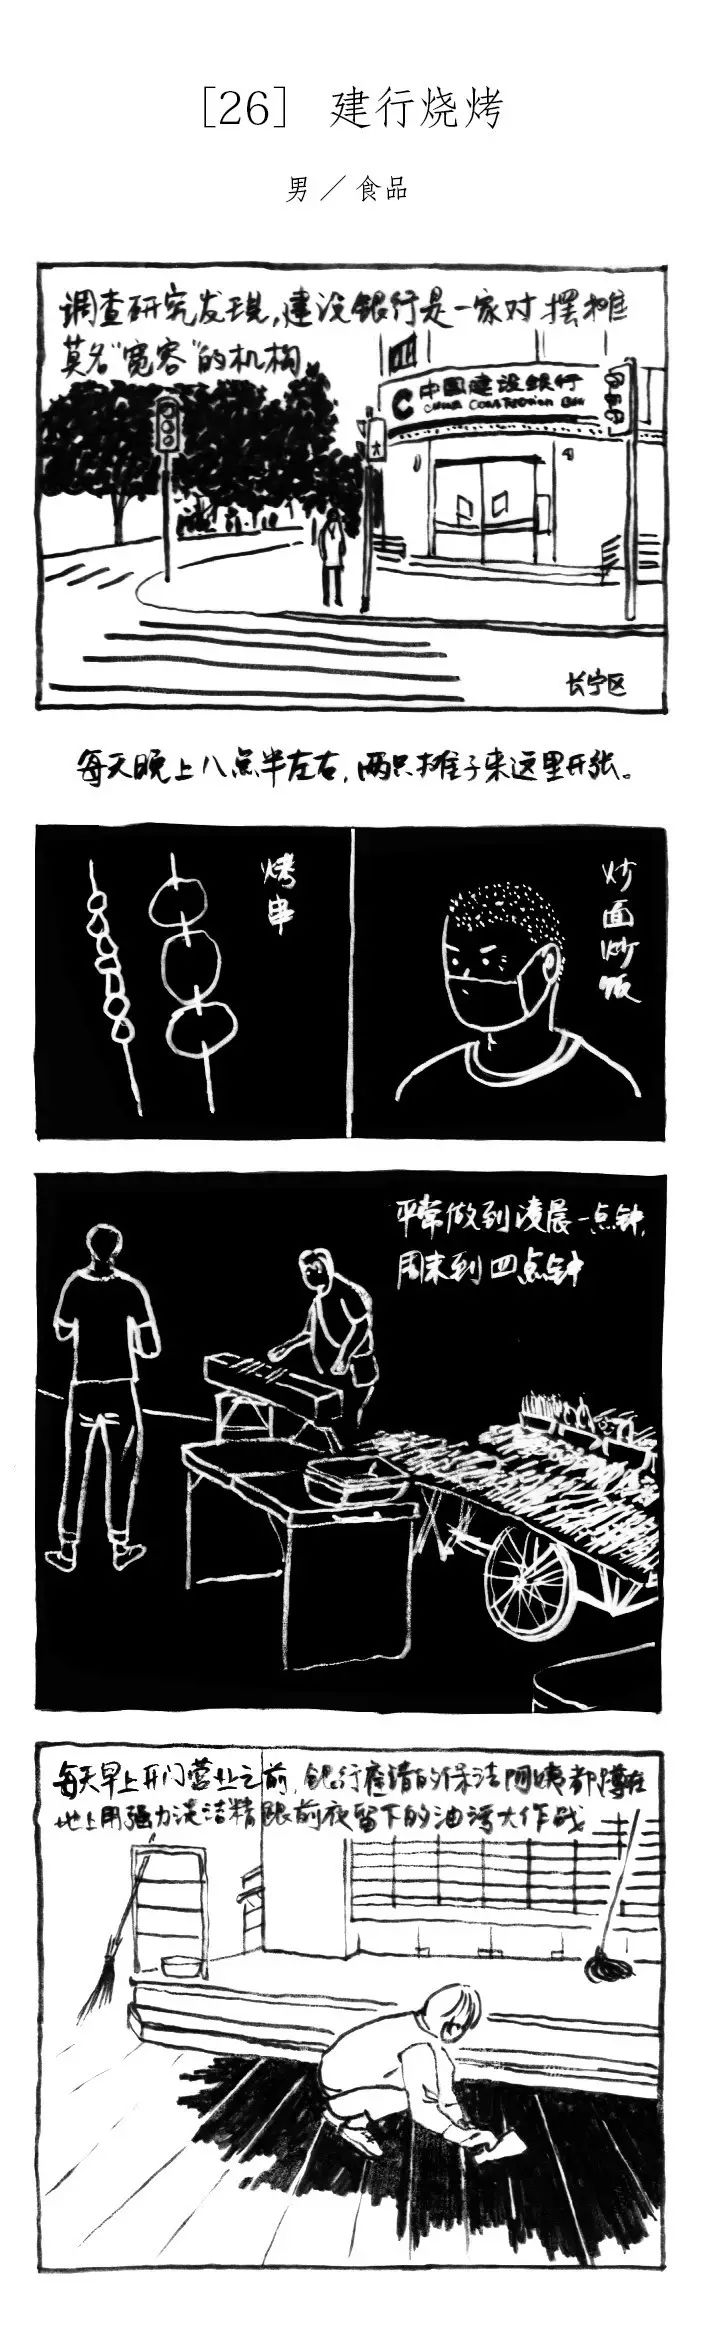 [26] 建行烧烤
男／食品
调查研究发现,建设银行是一家对摆摊
莫名"宽容"的机构
中国建设银行
长宁区
每天晚上八点半左右,两只摊子来这里开张。
烤串
炒面炒饭
平常做到凌晨一点钟,
周末到四点钟
每天早上开门营业之前,银行雇请的保洁阿姨都蹲在
地上用强力洗洁精跟前夜留下的油污大作战